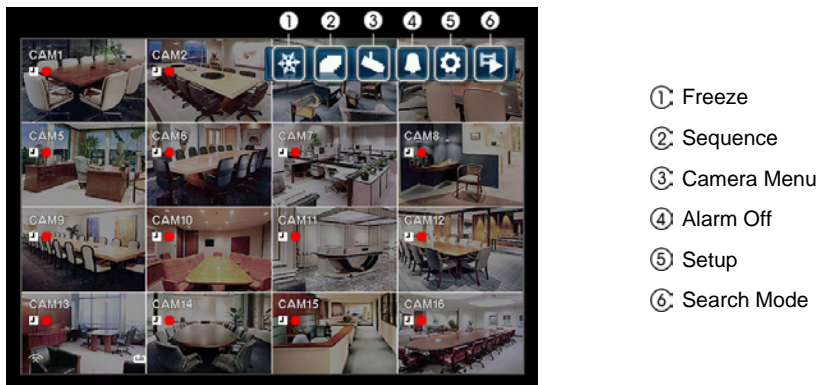 ① ② ③ ④ ⑤ ⑥
CAM1 CAM2
CAM5 CAM6 CAM7 CAM8
CAM9 CAM10 CAM11 CAM12
CAM13 CAM14 CAM15 CAM16
①: Freeze
②: Sequence
③: Camera Menu
④: Alarm Off
⑤: Setup
⑥: Search Mode